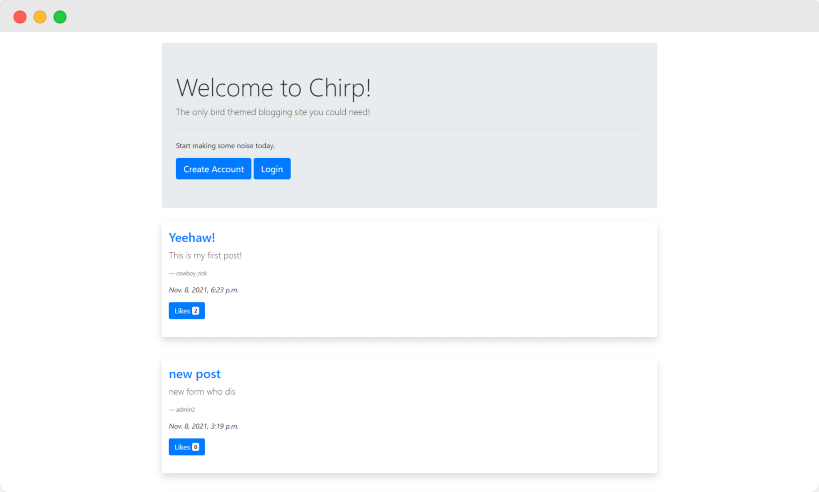 Welcome to Chirp!
The only bird themed blogging site you could need!
Start making some noise today.
Create Account Login
Yeehaw!
This is my first post!
— cowboy_rick
Nov. 8, 2021, 6:23 p.m.
Likes 2
new post
new form who dis
— admin2
Nov. 8, 2021, 3:19 p.m.
Likes 0